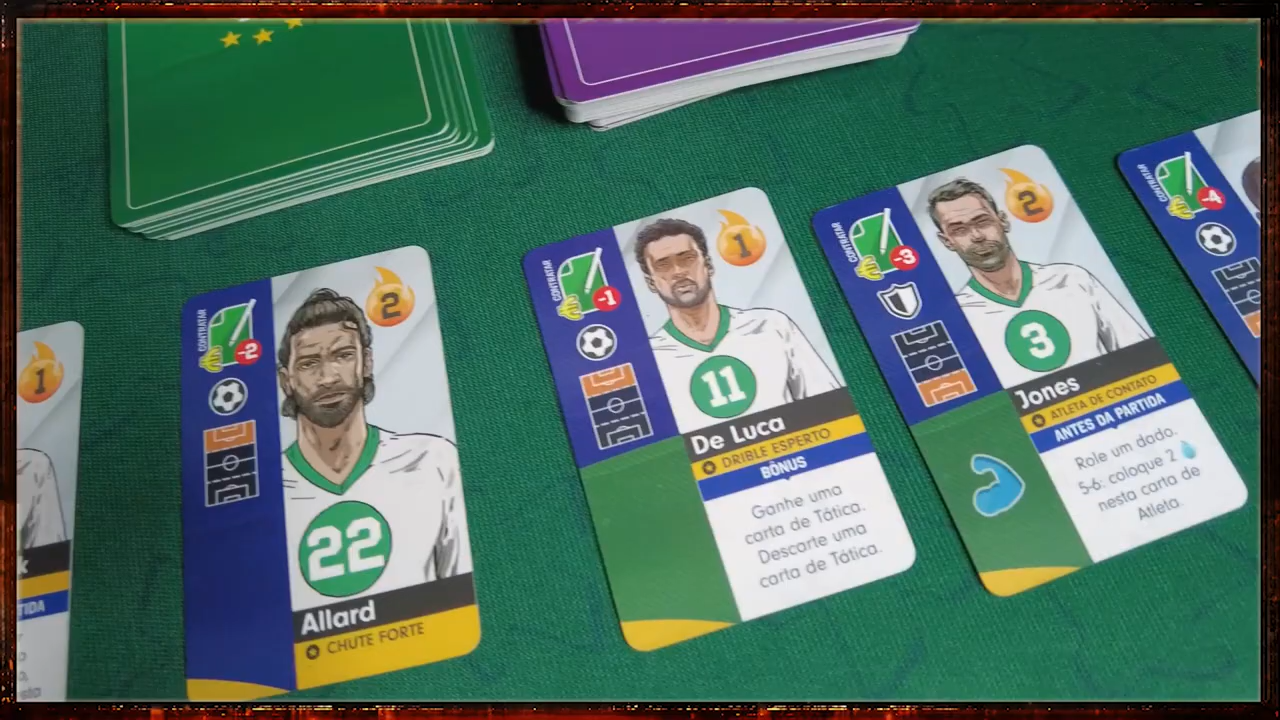 1
k
TIDA
CONTRATAR
-2
2
22
Allard
CHUTE FORTE
CONTRATAR
-1
1
11
De Luca
DRIBLE ESPERTO
BÔNUS
Ganhe uma
carta de Tática.
Descarte uma
carta de Tática.
CONTRATAR
-3
2
3
Jones
ATLETA DE CONTATO
ANTES DA PARTIDA
Role um dado.
5-6: coloque 2
nesta carta de
Atleta.
CONTRATAR
-4